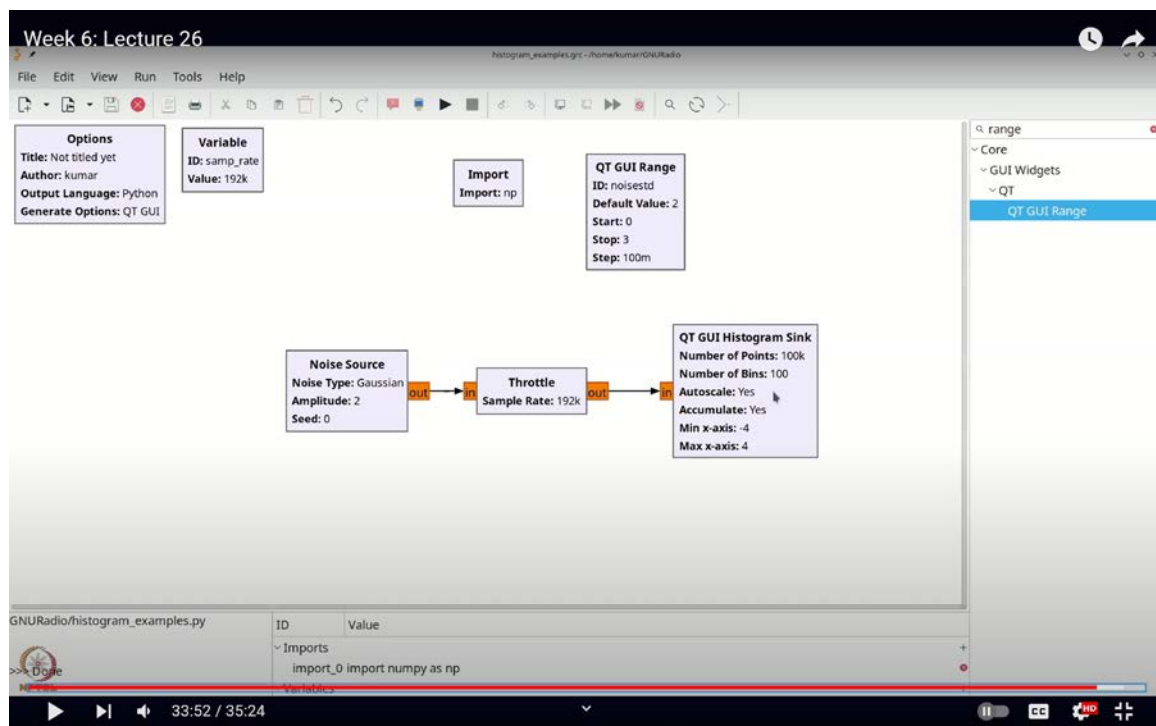 Week 6: Lecture 26
histogram_examples.grc - /home/kumar/GNURadio
File Edit View Run Tools Help
Options
Title: Not titled yet
Author: kumar
Output Language: Python
Generate Options: QT GUI
Variable
ID: samp_rate
Value: 192k
Import
Import: np
QT GUI Range
ID: noisestd
Default Value: 2
Start: 0
Stop: 3
Step: 100m
range
Core
GUI Widgets
QT
QT GUI Range
Noise Source
Noise Type: Gaussian
Amplitude: 2
Seed: 0
out
in
Throttle
Sample Rate: 192k
out
in
QT GUI Histogram Sink
Number of Points: 100k
Number of Bins: 100
Autoscale: Yes
Accumulate: Yes
Min x-axis: -4
Max x-axis: 4
GNURadio/histogram_examples.py
>>> Done
NPTEL
ID Value
Imports
import_0 import numpy as np
Variables
33:52 / 35:24
CC
HD